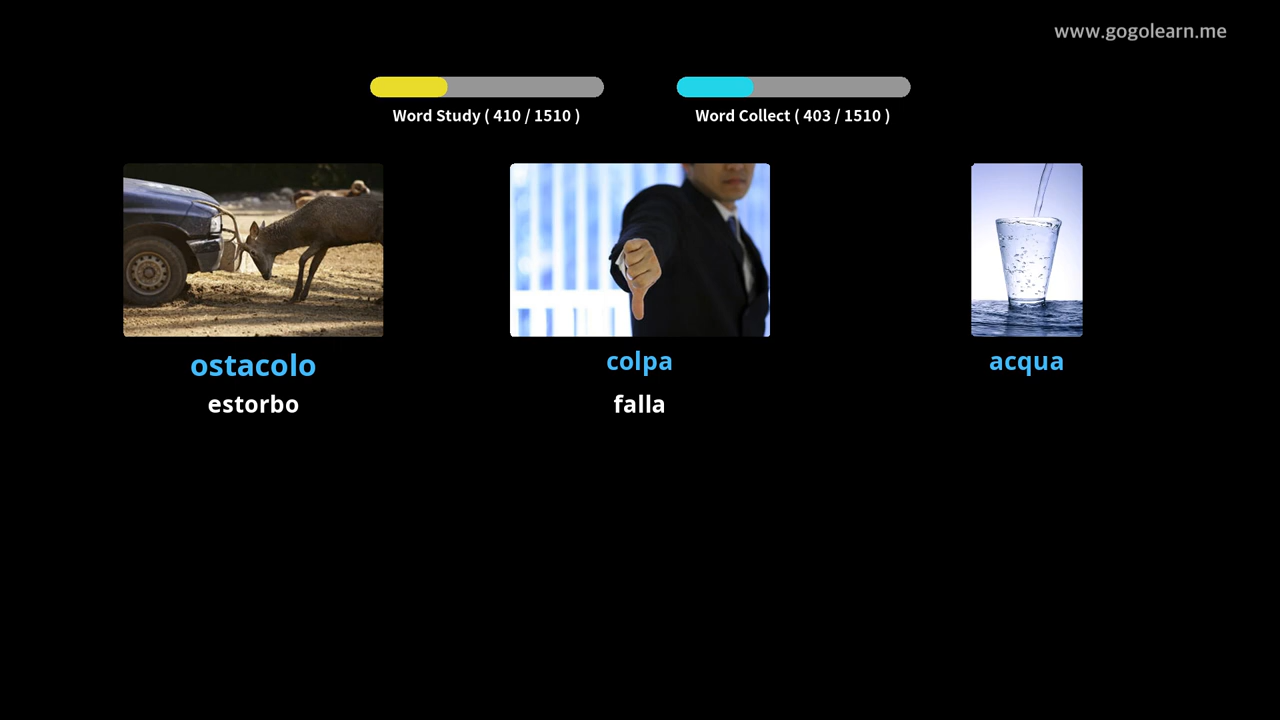 www.gogolearn.me
Word Study ( 410 / 1510 )
Word Collect ( 403 / 1510 )
ostacolo
colpa
acqua
estorbo
falla